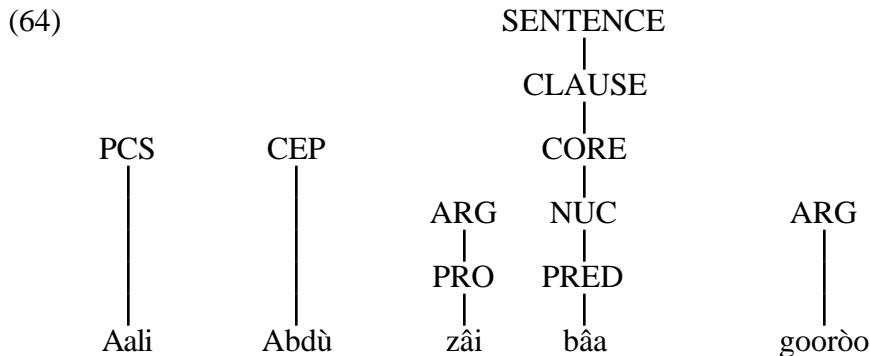 (64) SENTENCE
CLAUSE
PCS CEP CORE
ARG NUC ARG
PRO PRED
Aali Abdù zâi bâa gooròo